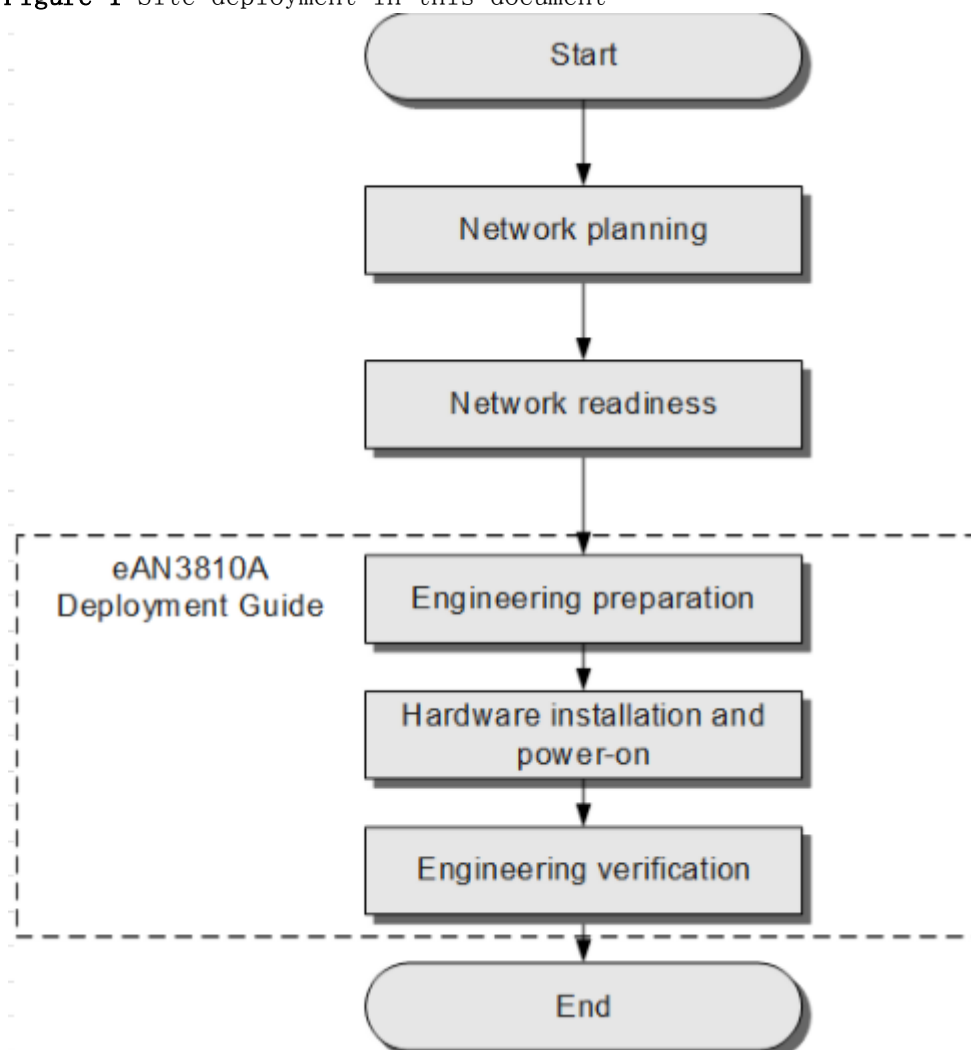 Figure 1 Site deployment in this document
Start
Network planning
Network readiness
eAN3810A
Deployment Guide
Engineering preparation
Hardware installation and
power-on
Engineering verification
End